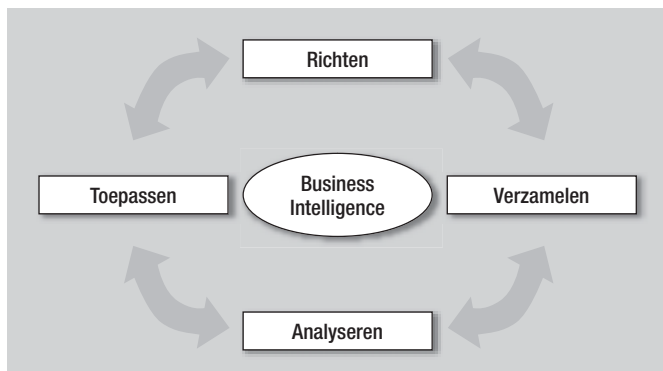 Richten
Toepassen
Business
Intelligence
Verzamelen
Analyseren